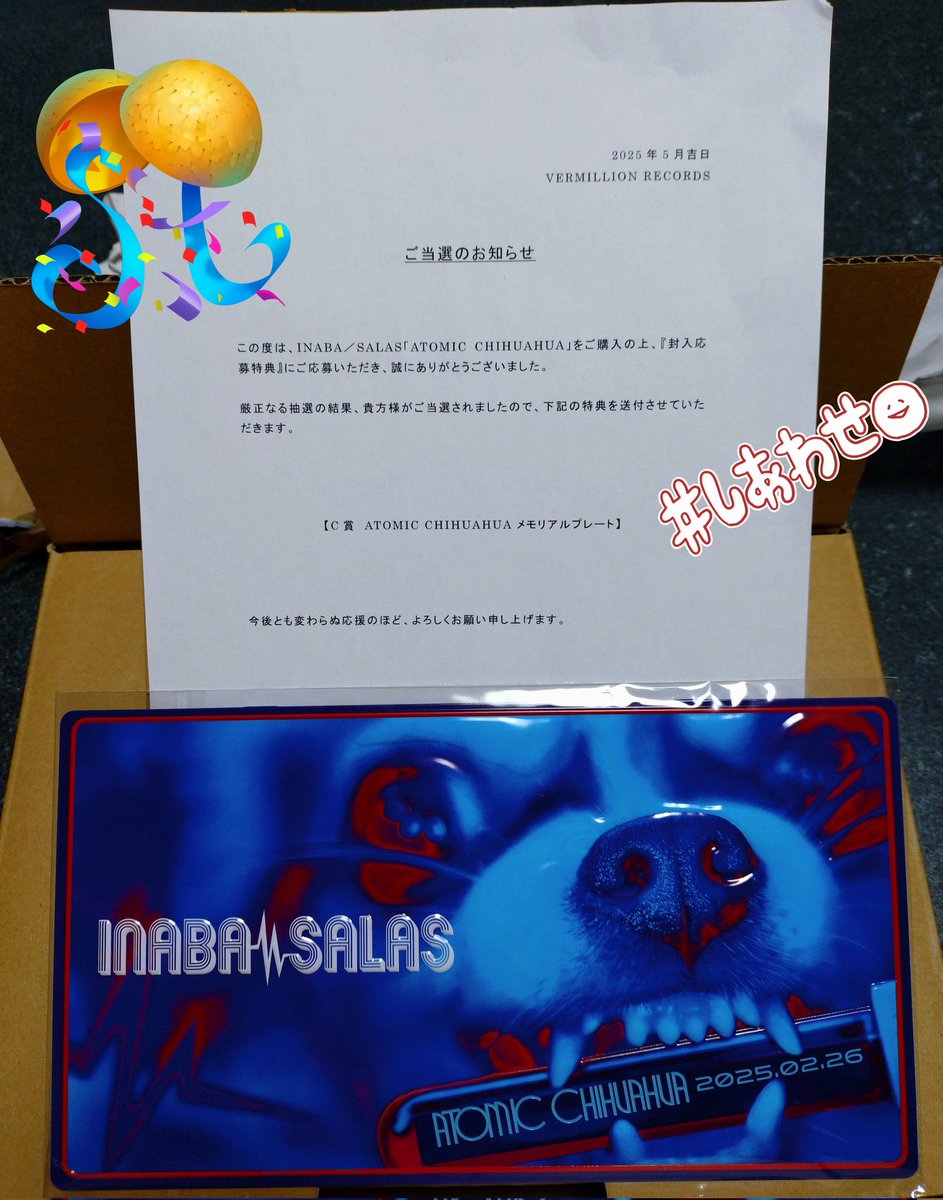 2025年5月吉日
VERMILLION RECORDS
ご当選のお知らせ
この度は、INABA／SALAS「ATOMIC CHIHUAHUA」をご購入の上、『封入応
募特典』にご応募いただき、誠にありがとうございました。
厳正なる抽選の結果、貴方様がご当選されましたので、下記の特典を送付させていた
だきます。
#しあわせ
【C賞 ATOMIC CHIHUAHUA メモリアルプレート】
今後とも変わらぬ応援のほど、よろしくお願い申し上げます。
INABA SALAS
ATOMIC CHIHUAHUA 2025.02.26